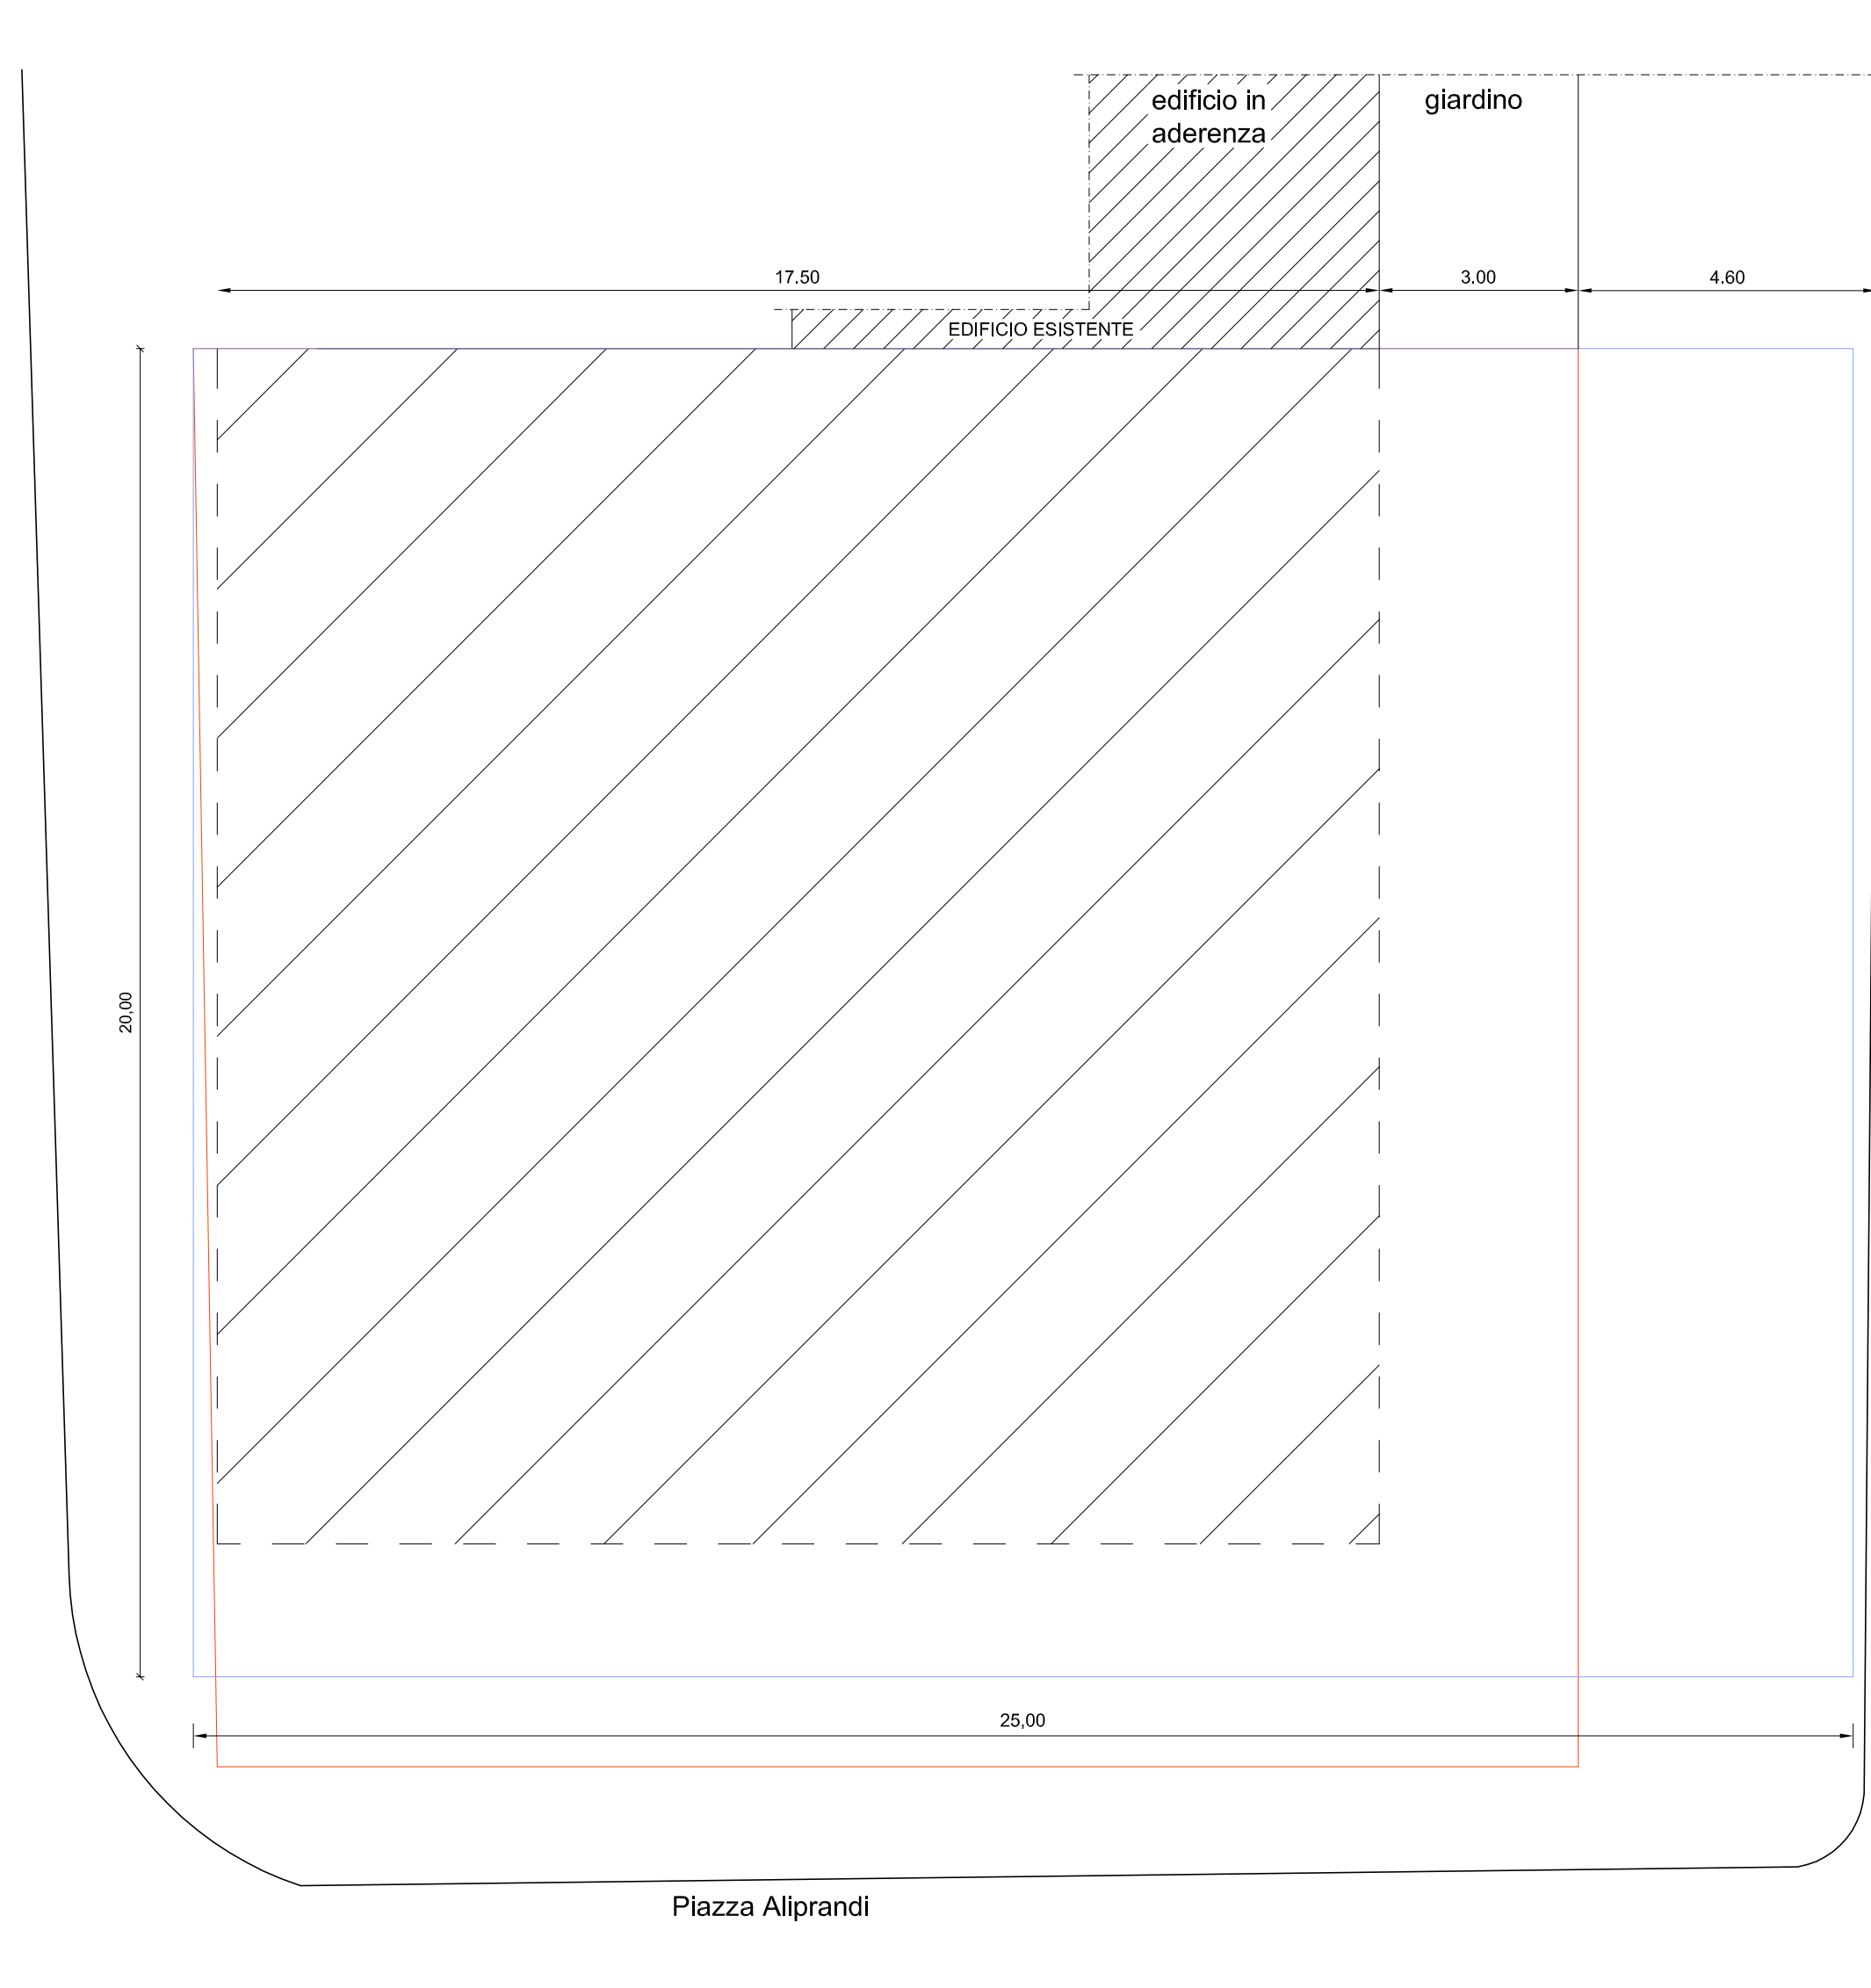 edificio in
aderenza
giardino
17.50
3.00
4.60
EDIFICIO ESISTENTE
20,00
25,00
Piazza Aliprandi